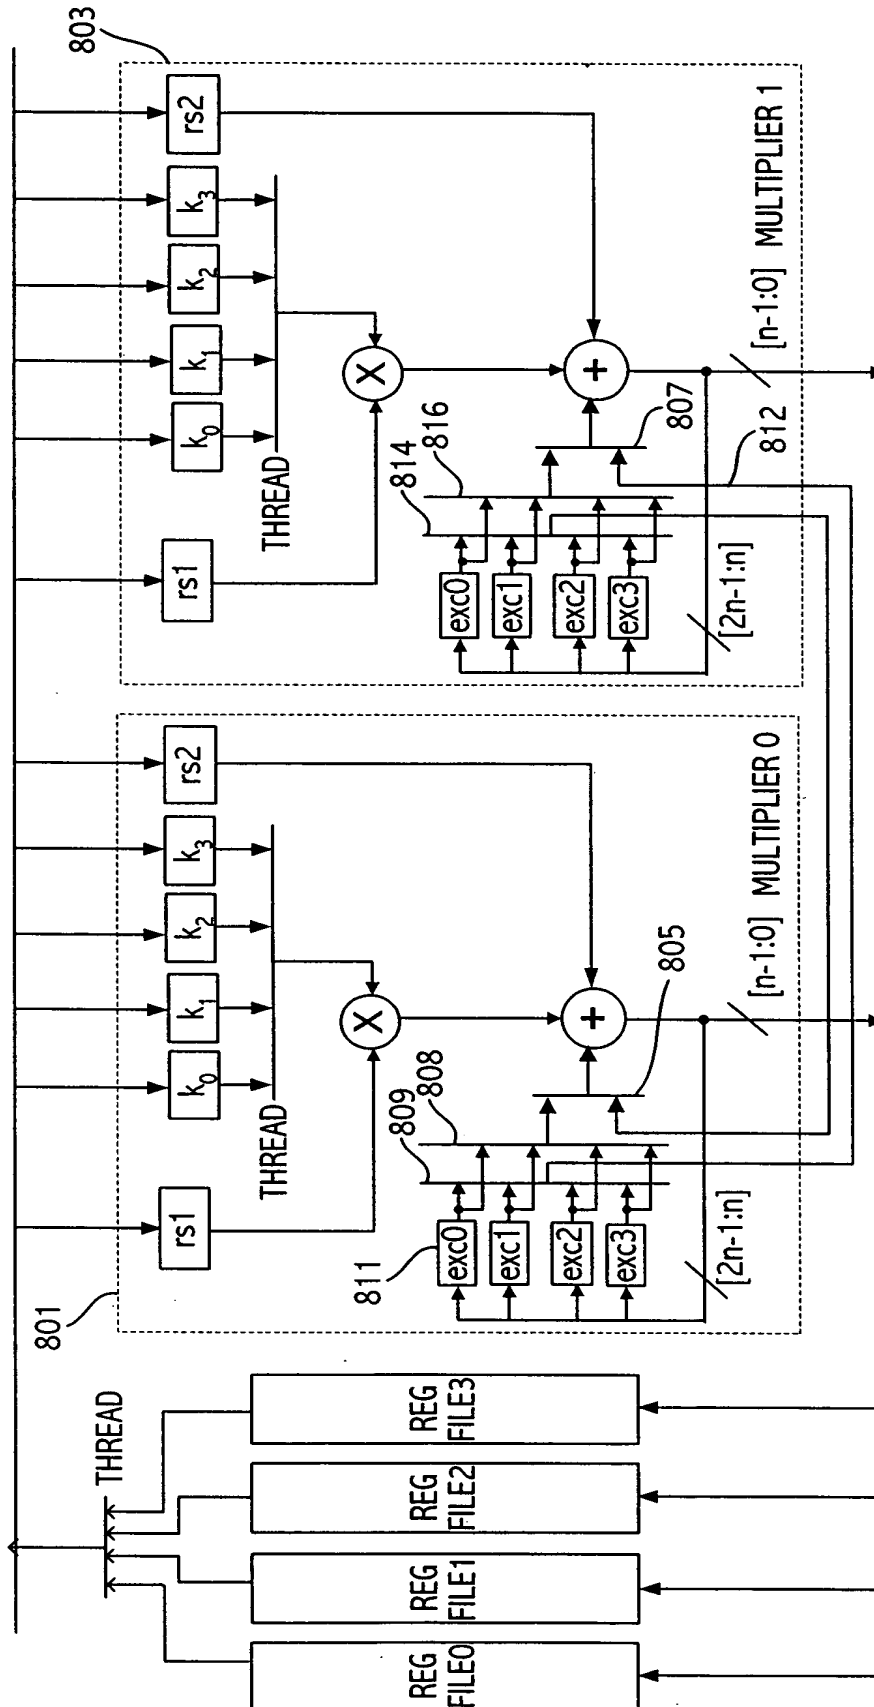 803
rs2
k3
k2
k1
k0
rs1
THREAD
X
+
814
816
807
812
exc0
exc1
exc2
exc3
[2n-1:n]
[n-1:0]
MULTIPLIER 1
801
rs2
k3
k2
k1
k0
rs1
THREAD
X
+
809
808
805
811
exc0
exc1
exc2
exc3
[2n-1:n]
[n-1:0]
MULTIPLIER 0
THREAD
REG
FILE3
REG
FILE2
REG
FILE1
REG
FILE0